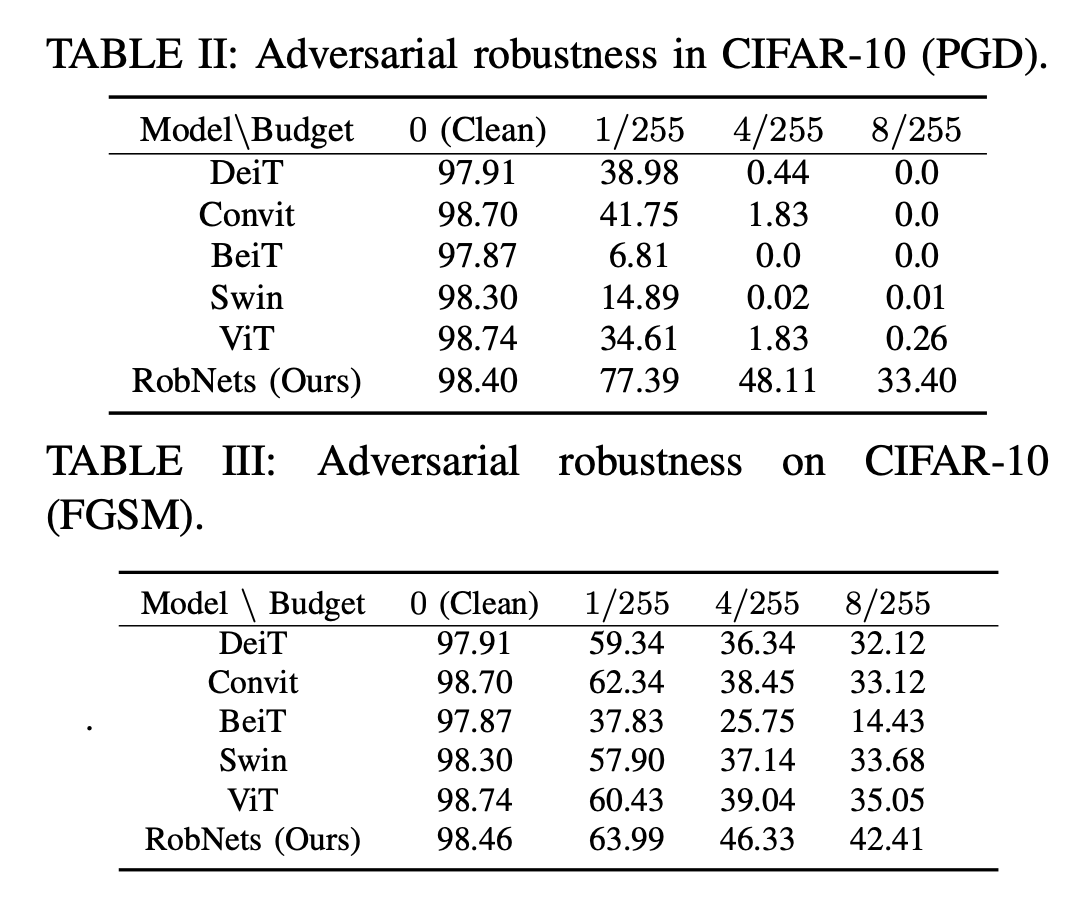 TABLE II: Adversarial robustness in CIFAR-10 (PGD).
Model\Budget 0 (Clean) 1/255 4/255 8/255
DeiT 97.91 38.98 0.44 0.0
Convit 98.70 41.75 1.83 0.0
BeiT 97.87 6.81 0.0 0.0
Swin 98.30 14.89 0.02 0.01
ViT 98.74 34.61 1.83 0.26
RobNets (Ours) 98.40 77.39 48.11 33.40
TABLE III: Adversarial robustness on CIFAR-10
(FGSM).
Model \ Budget 0 (Clean) 1/255 4/255 8/255
DeiT 97.91 59.34 36.34 32.12
Convit 98.70 62.34 38.45 33.12
. BeiT 97.87 37.83 25.75 14.43
Swin 98.30 57.90 37.14 33.68
ViT 98.74 60.43 39.04 35.05
RobNets (Ours) 98.46 63.99 46.33 42.41